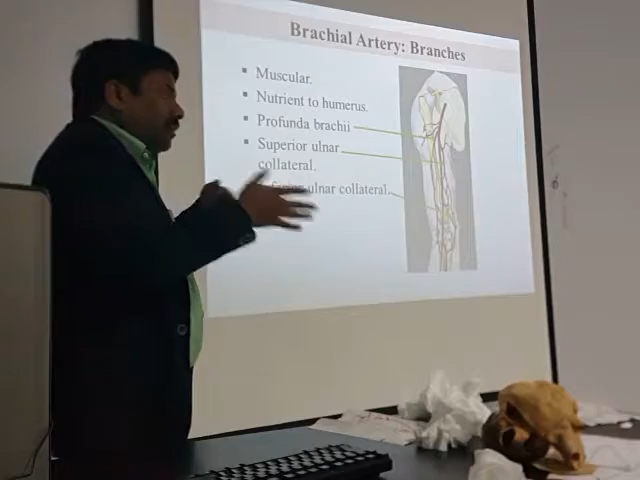 Brachial Artery: Branches
Muscular.
Nutrient to humerus.
Profunda brachii
Superior ulnar
collateral.
ulnar collateral.